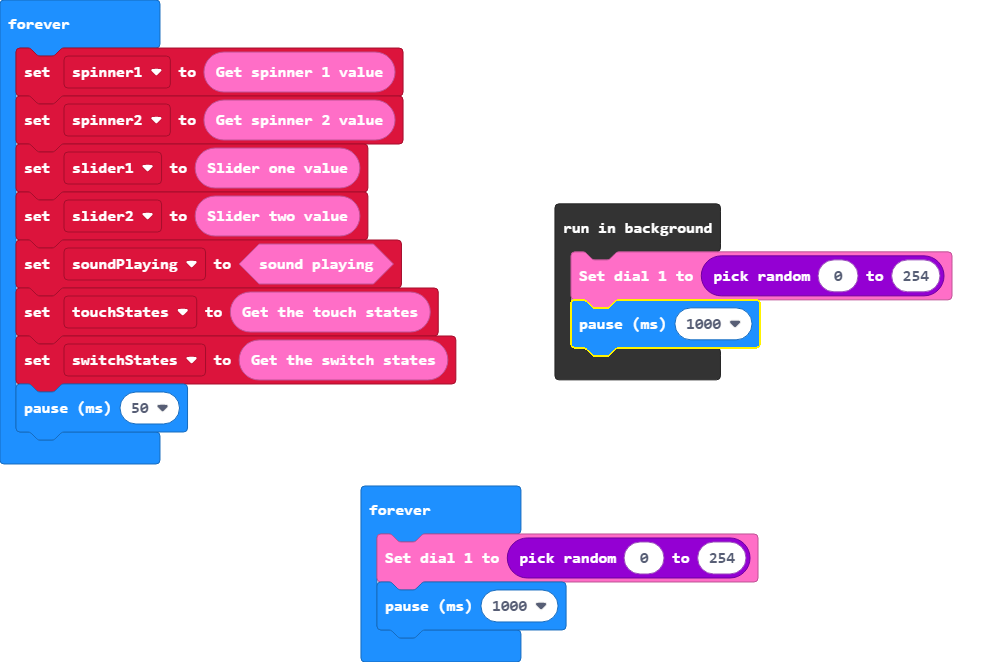 forever
set spinner1 to Get spinner 1 value
set spinner2 to Get spinner 2 value
set slider1 to Slider one value
set slider2 to Slider two value
set soundPlaying to sound playing
set touchStates to Get the touch states
set switchStates to Get the switch states
pause (ms) 50
run in background
Set dial 1 to pick random 0 to 254
pause (ms) 1000
forever
Set dial 1 to pick random 0 to 254
pause (ms) 1000